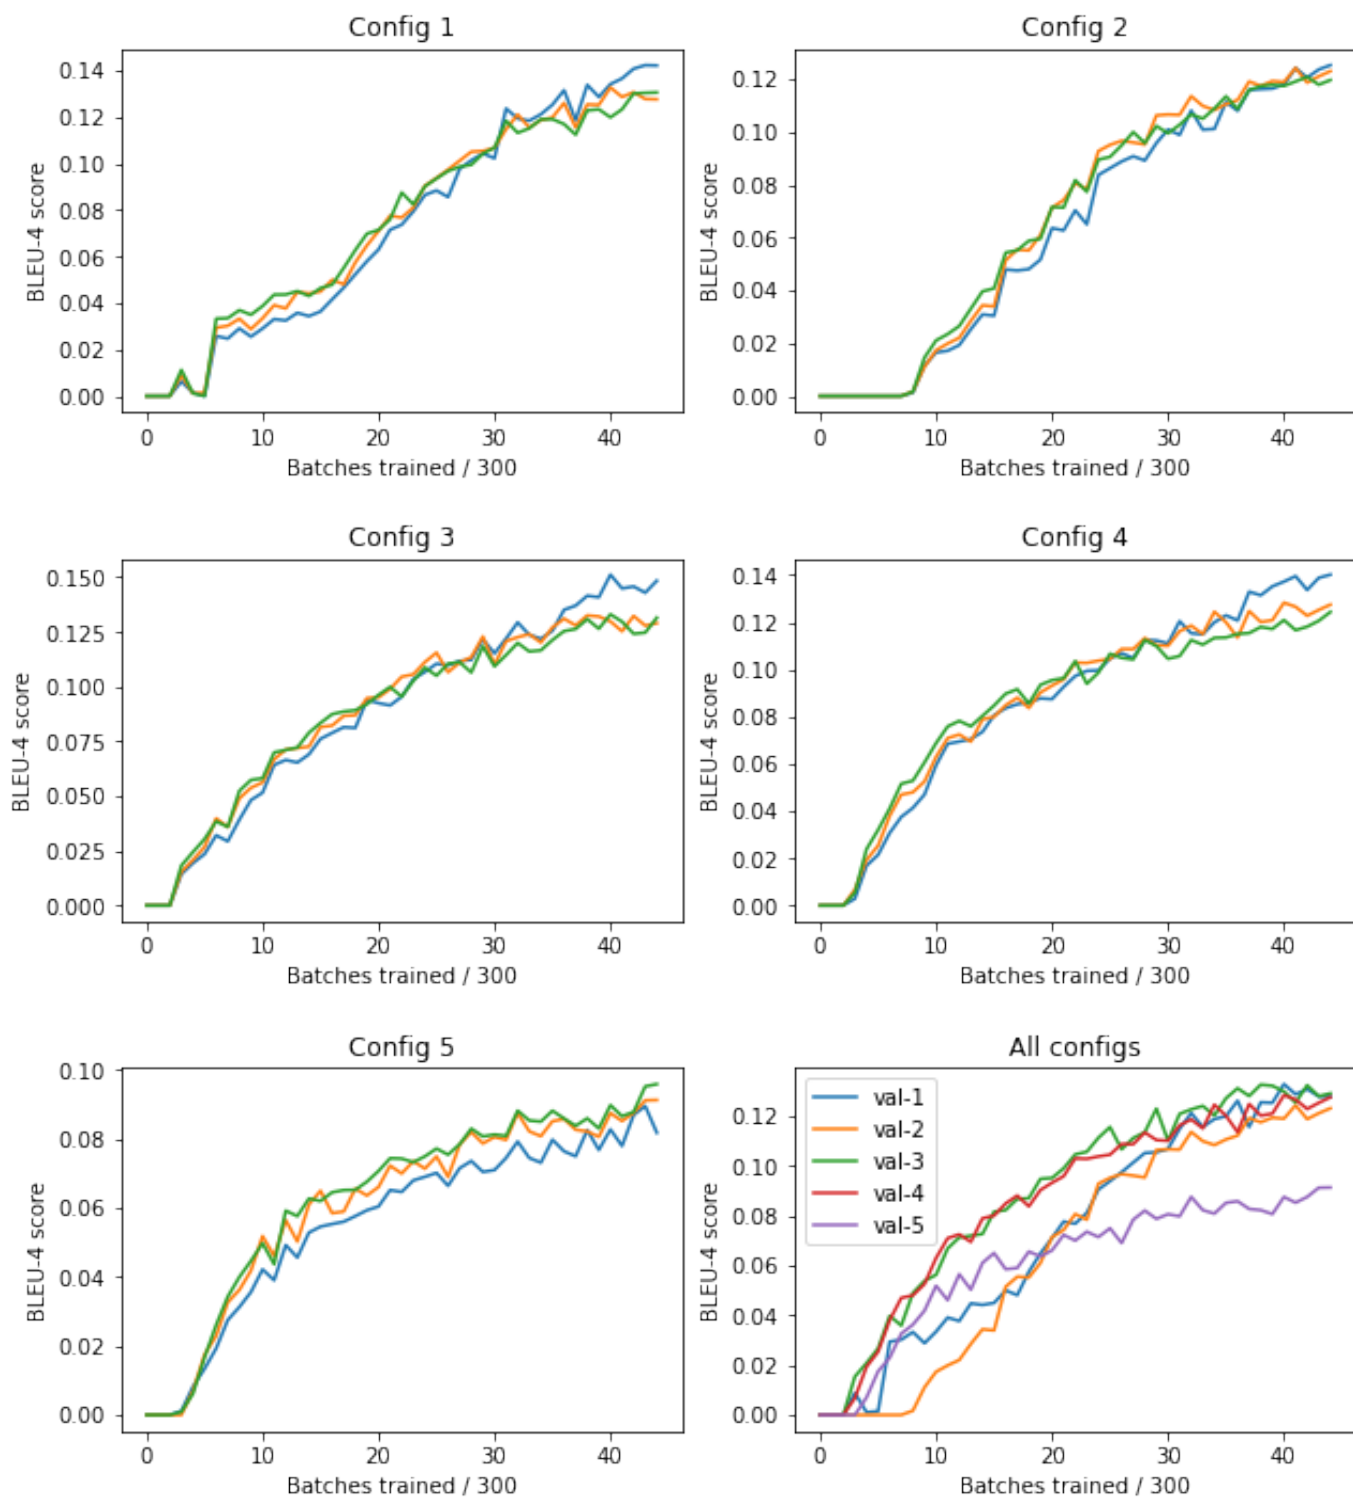 Config 1
0.14
0.12
0.10
0.08
0.06
0.04
0.02
0.00
BLEU-4 score
0 10 20 30 40
Batches trained / 300
Config 2
0.12
0.10
0.08
0.06
0.04
0.02
0.00
BLEU-4 score
0 10 20 30 40
Batches trained / 300
Config 3
0.150
0.125
0.100
0.075
0.050
0.025
0.000
BLEU-4 score
0 10 20 30 40
Batches trained / 300
Config 4
0.14
0.12
0.10
0.08
0.06
0.04
0.02
0.00
BLEU-4 score
0 10 20 30 40
Batches trained / 300
Config 5
0.10
0.08
0.06
0.04
0.02
0.00
BLEU-4 score
0 10 20 30 40
Batches trained / 300
All configs
val-1
val-2
val-3
val-4
val-5
0.12
0.10
0.08
0.06
0.04
0.02
0.00
BLEU-4 score
0 10 20 30 40
Batches trained / 300